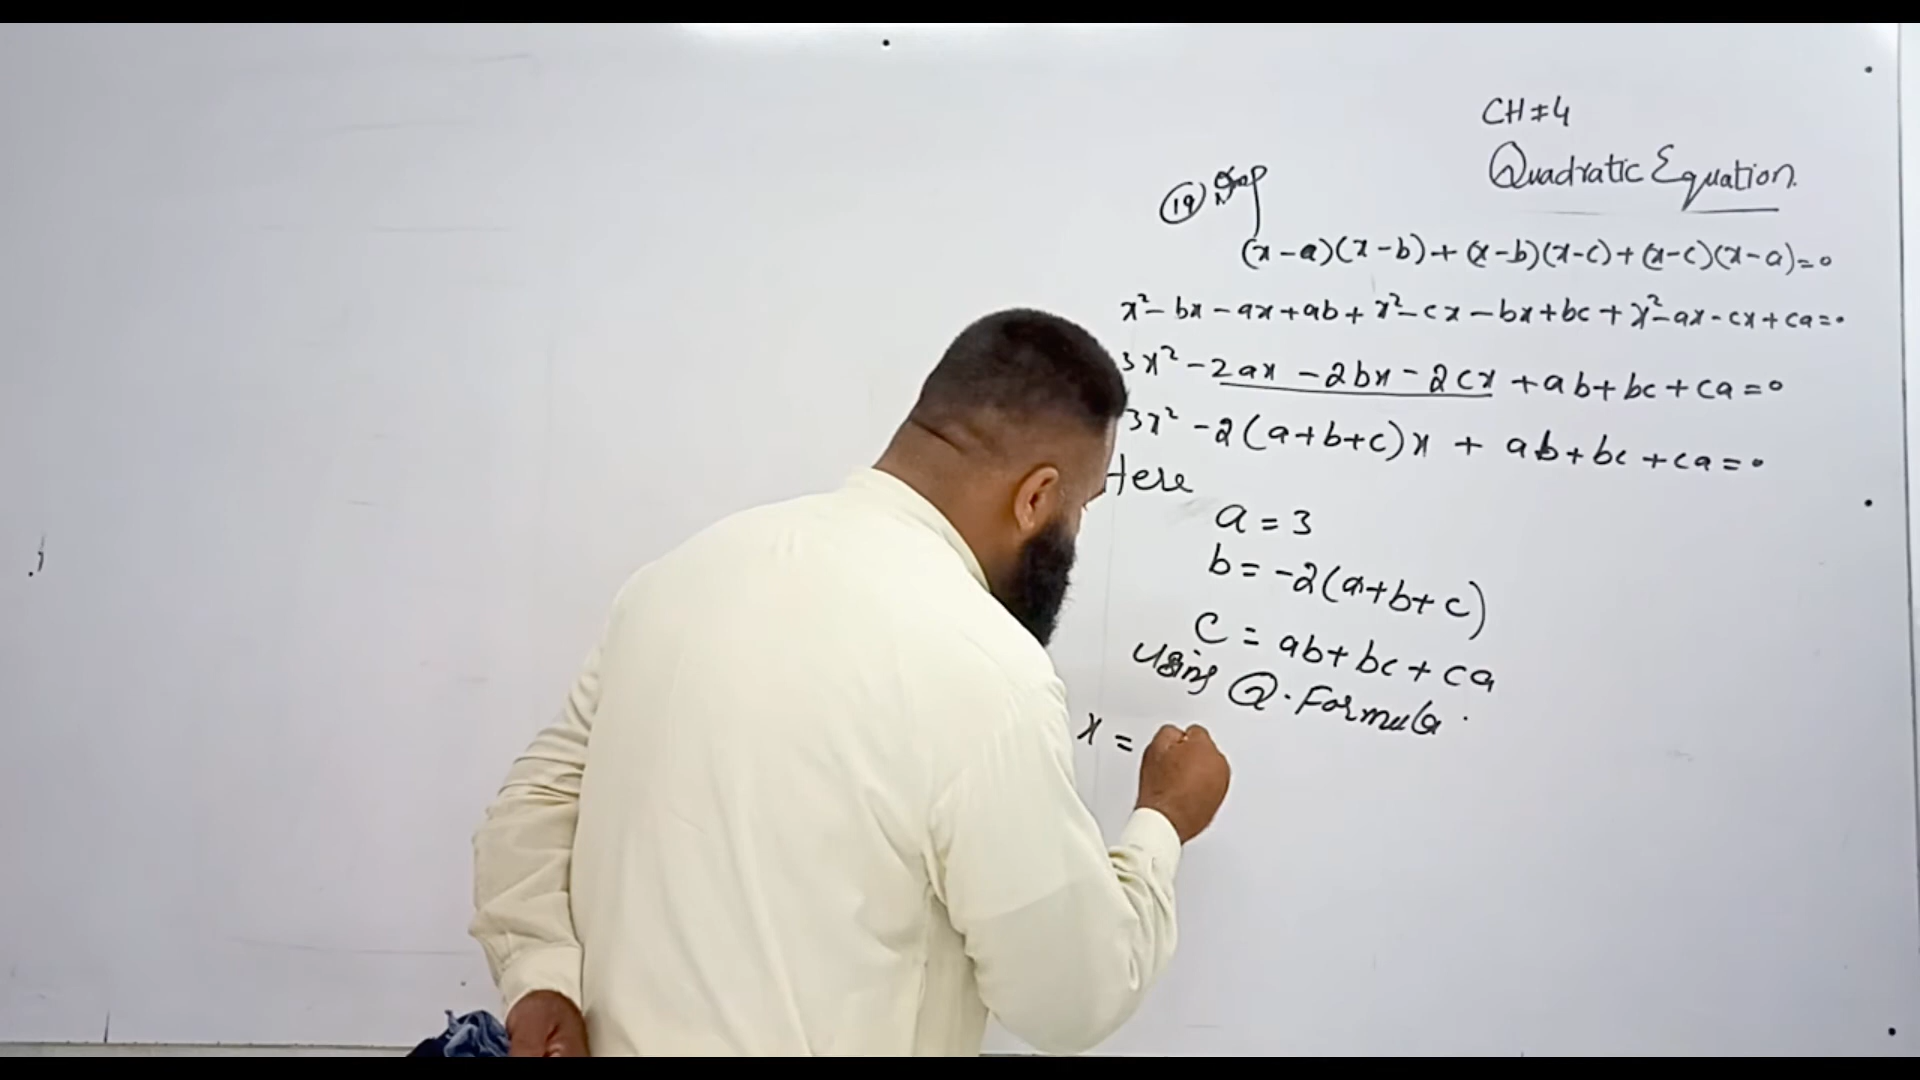 CH#4
Quadratic Equation.
19
(x-a)(x-b)+(x-b)(x-c)+(x-c)(x-a)=0
x²-bx-ax+ab+x²-cx-bx+bc+x²-ax-cx+ca=0
3x²-2ax-2bx-2cx+ab+bc+ca=0
3x²-2(a+b+c)x+ab+bc+ca=0
Here
a=3
b=-2(a+b+c)
c=ab+bc+ca
Using Q.Formula.
x=